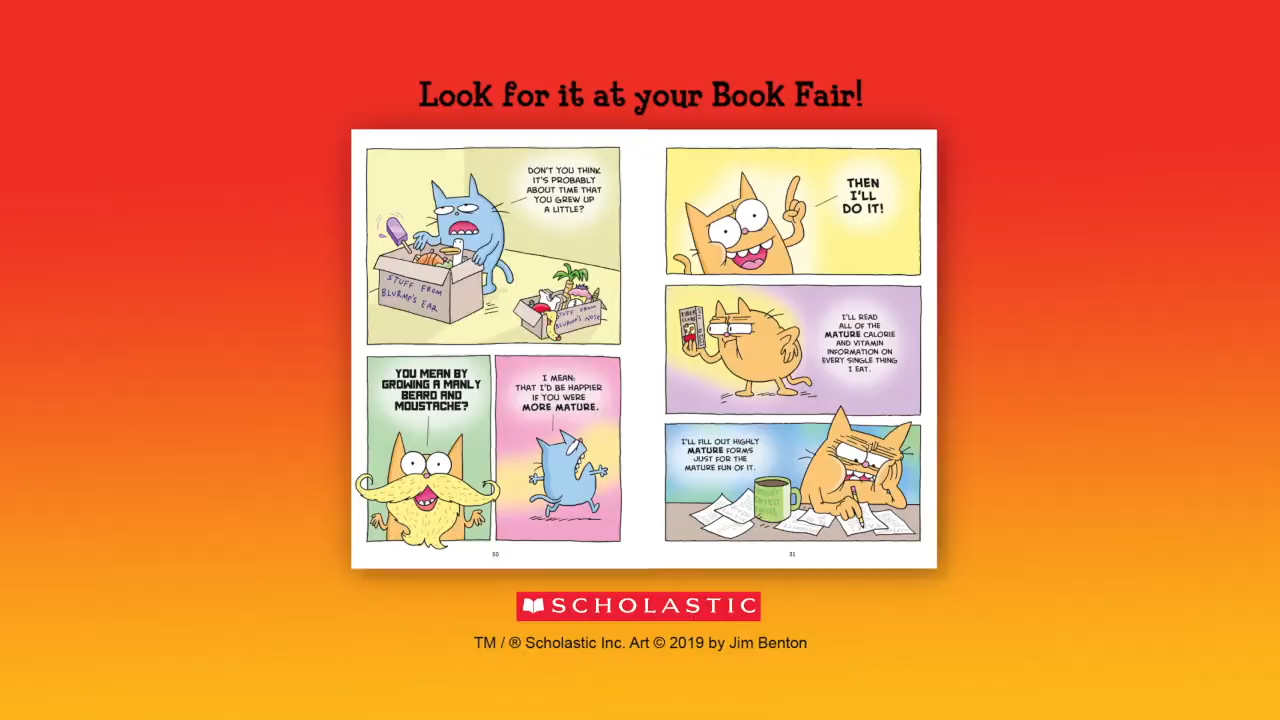 Look for it at your Book Fair!
DON'T YOU THINK
IT'S PROBABLY
ABOUT TIME THAT
YOU GREW UP
A LITTLE?
STUFF FROM
BLURMP'S EAR
STUFF FROM
BLURMP'S NOSE
YOU MEAN BY
GROWING A MANLY
BEARD AND
MOUSTACHE?
I MEAN:
THAT I'D BE HAPPIER
IF YOU WERE
MORE MATURE.
30
THEN
I'LL
DO IT!
FIBER
I'LL READ
ALL OF THE
MATURE CALORIE
AND VITAMIN
INFORMATION ON
EVERY SINGLE THING
I EAT.
I'LL FILL OUT HIGHLY
MATURE FORMS
JUST FOR THE
MATURE FUN OF IT.
31
SCHOLASTIC
TM / ® Scholastic Inc. Art © 2019 by Jim Benton